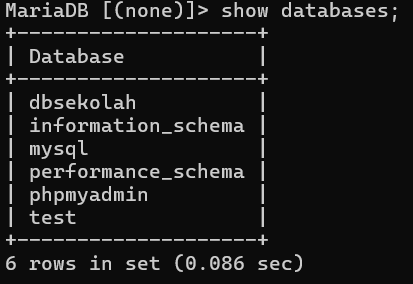 MariaDB [(none)]> show databases;
+--------------------+
| Database           |
+--------------------+
| dbsekolah          |
| information_schema |
| mysql              |
| performance_schema |
| phpmyadmin         |
| test               |
+--------------------+
6 rows in set (0.086 sec)